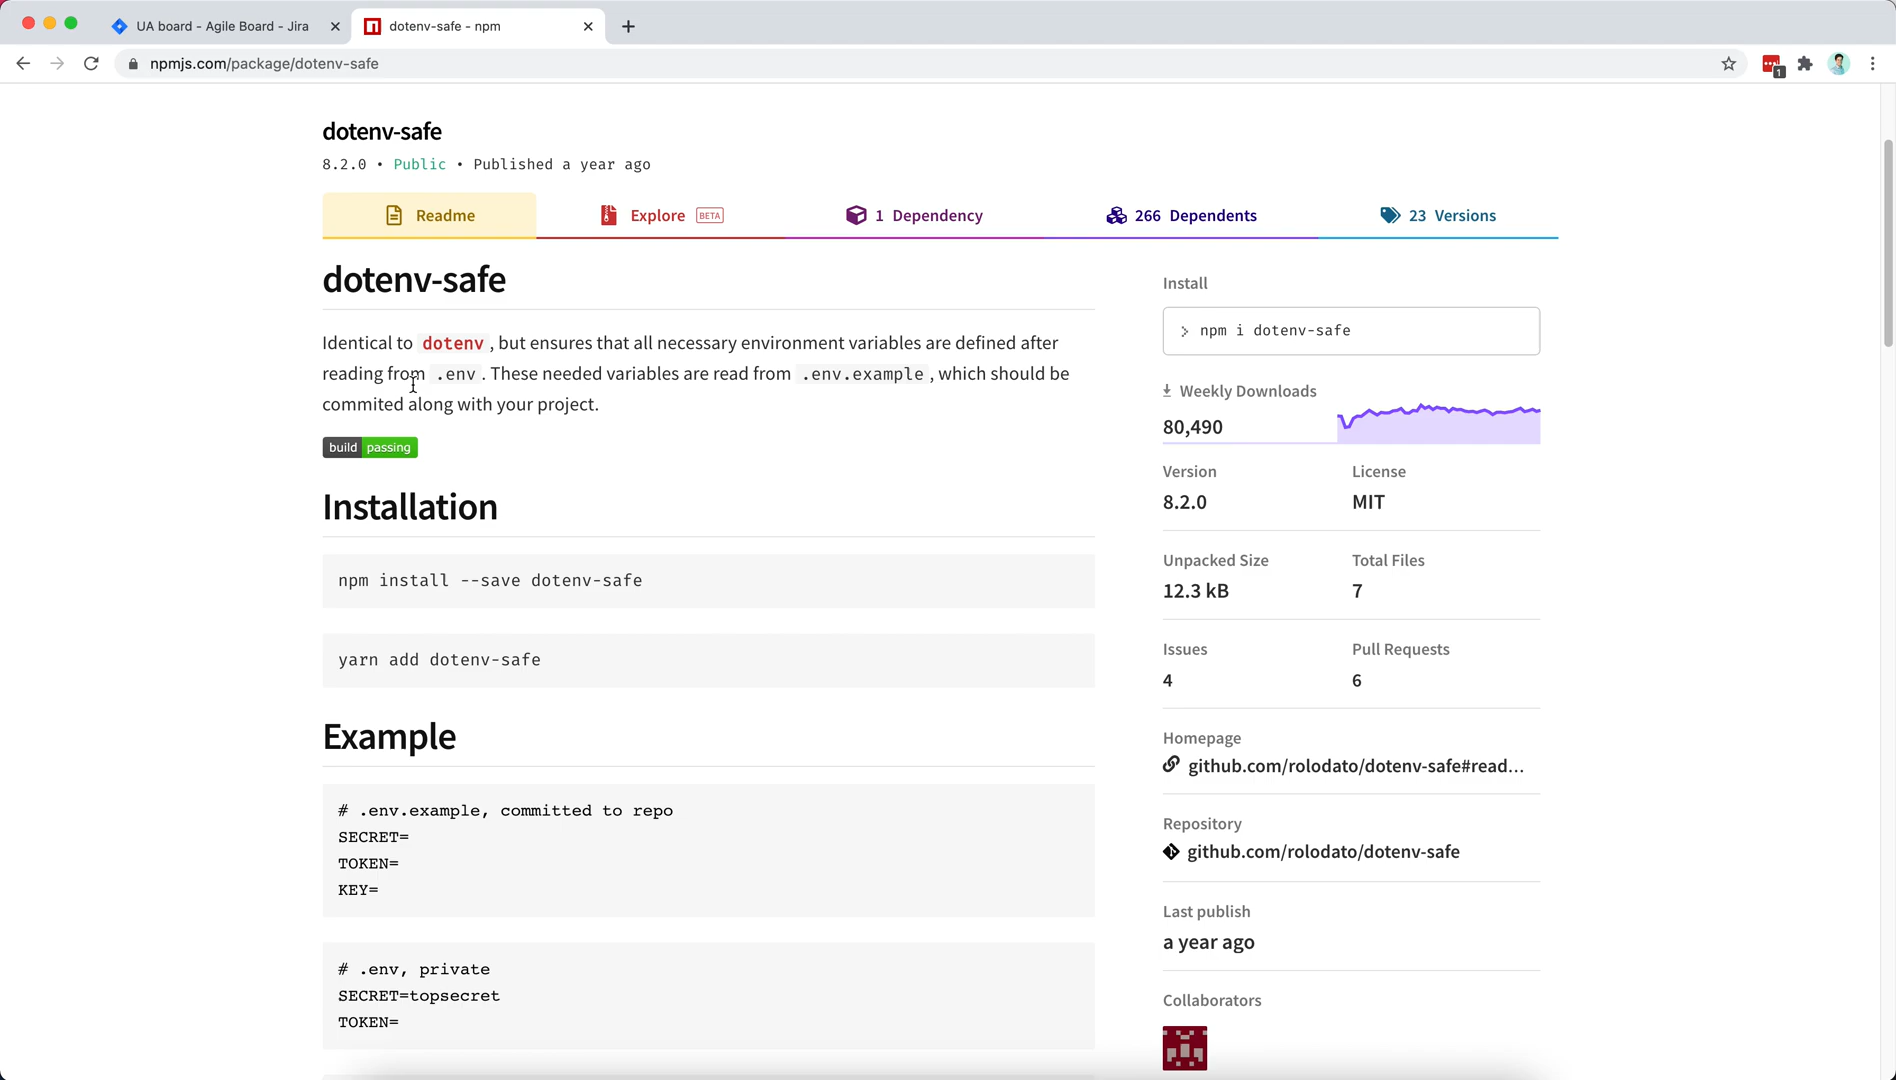 UA board - Agile Board - Jira
dotenv-safe - npm
npmjs.com/package/dotenv-safe
1
dotenv-safe
8.2.0 • Public • Published a year ago
Readme
Explore BETA
1 Dependency
266 Dependents
23 Versions
dotenv-safe
Identical to dotenv, but ensures that all necessary environment variables are defined after
reading from .env. These needed variables are read from .env.example, which should be
commited along with your project.
build passing
Installation
npm install --save dotenv-safe
yarn add dotenv-safe
Example
# .env.example, committed to repo
SECRET=
TOKEN=
KEY=
# .env, private
SECRET=topsecret
TOKEN=
Install
> npm i dotenv-safe
Weekly Downloads
80,490
Version
License
8.2.0
MIT
Unpacked Size
Total Files
12.3 kB
7
Issues
Pull Requests
4
6
Homepage
github.com/rolodato/dotenv-safe#read...
Repository
github.com/rolodato/dotenv-safe
Last publish
a year ago
Collaborators